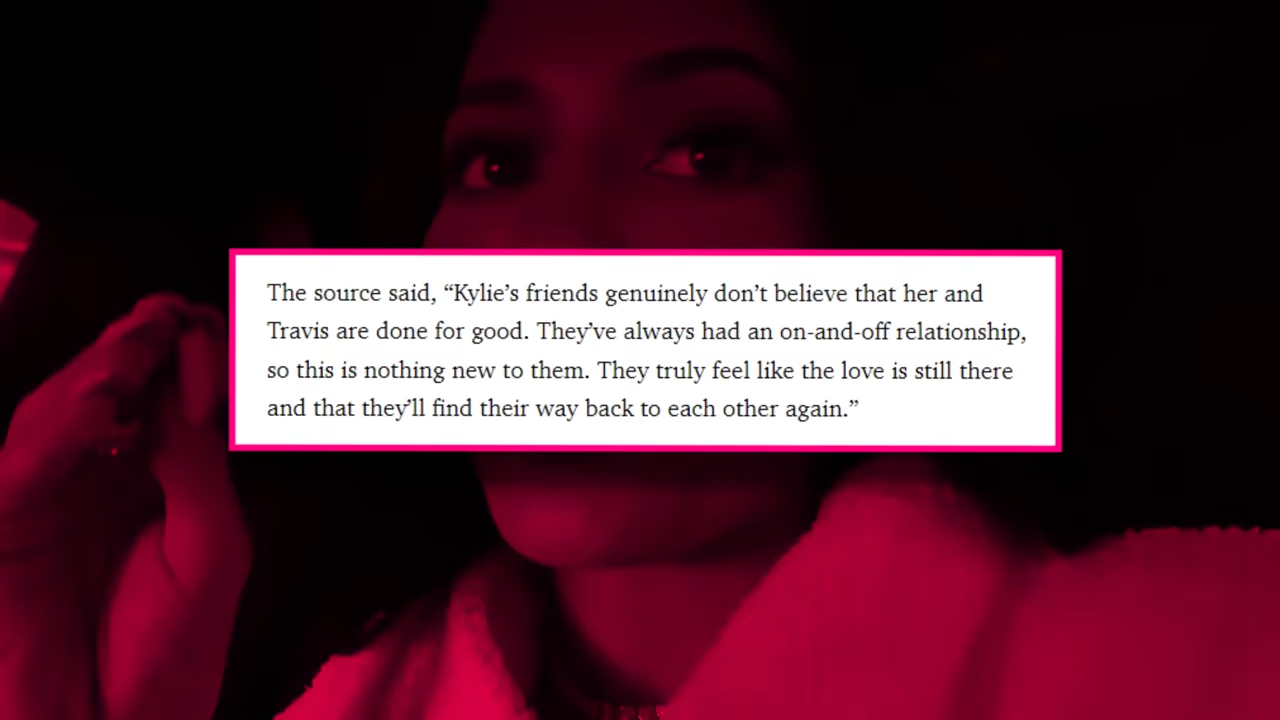 The source said, “Kylie’s friends genuinely don’t believe that her and
Travis are done for good. They’ve always had an on-and-off relationship,
so this is nothing new to them. They truly feel like the love is still there
and that they’ll find their way back to each other again.”